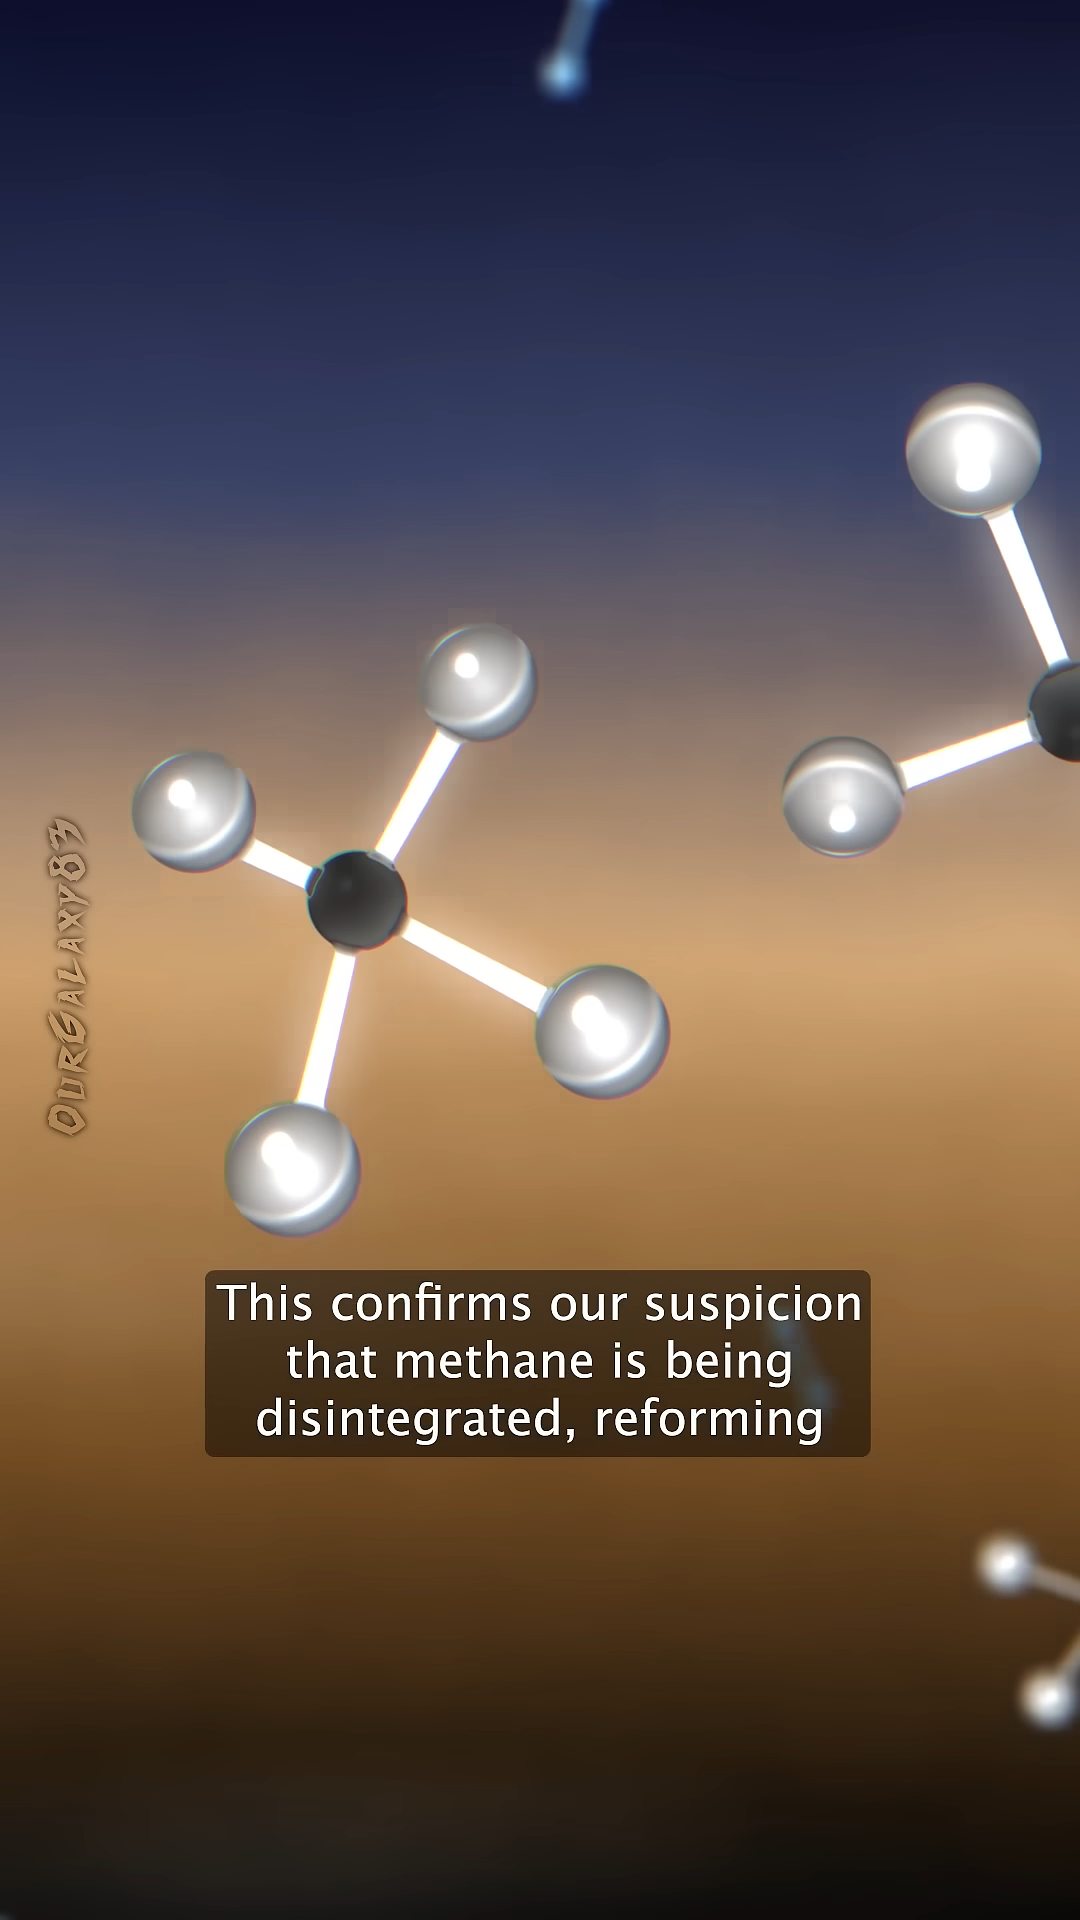 OurGalaxy83
This confirms our suspicion
that methane is being
disintegrated, reforming